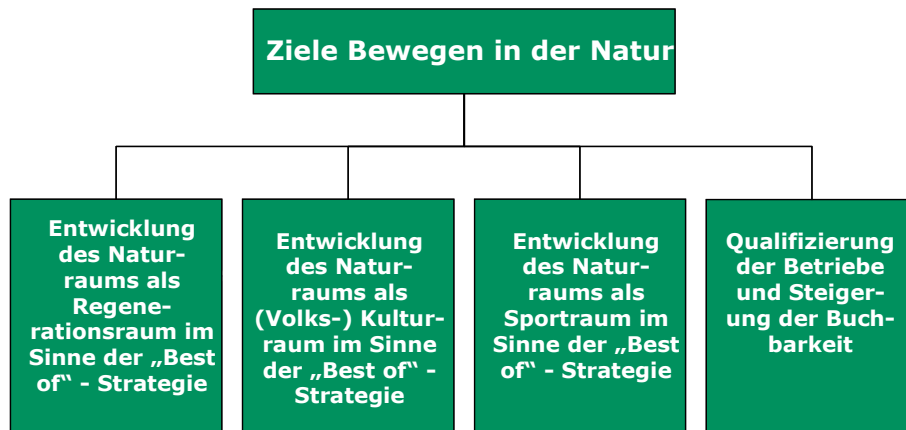 Ziele Bewegen in der Natur
Entwicklung
des Natur-
raums als
Regene-
rationsraum im
Sinne der „Best
of“ - Strategie
Entwicklung
des Natur-
raums als
(Volks-) Kultur-
raum im Sinne
der „Best of“ -
Strategie
Entwicklung
des Natur-
raums als
Sportraum im
Sinne der „Best
of“ - Strategie
Qualifizierung
der Betriebe
und Steiger-
ung der Buch-
barkeit